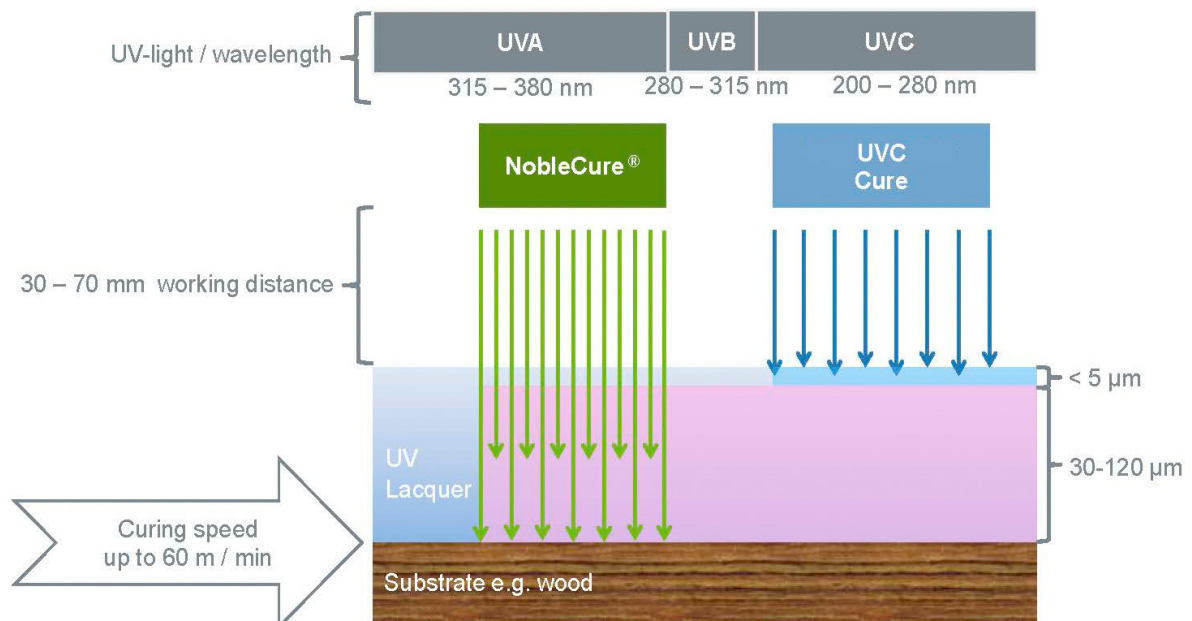 UV-light / wavelength
UVA
UVB
UVC
315 – 380 nm
280 – 315 nm
200 – 280 nm
NobleCure ®
UVC
Cure
30 – 70 mm working distance
< 5 µm
UV
Lacquer
30-120 µm
Curing speed
up to 60 m / min
Substrate e.g. wood